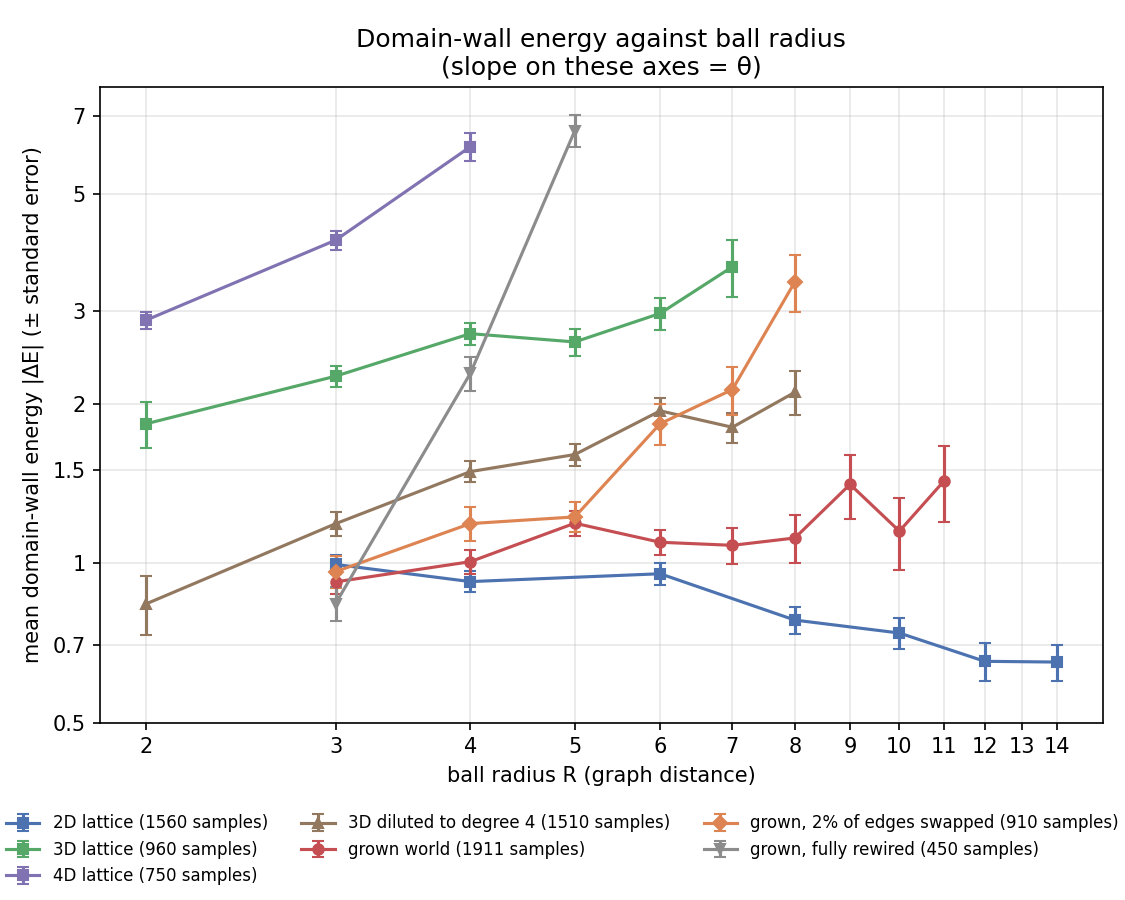 Domain-wall energy against ball radius
(slope on these axes = θ)
mean domain-wall energy |ΔE| (± standard error)
7
5
3
2
1.5
1
0.7
0.5
2 3 4 5 6 7 8 9 10 11 12 13 14
ball radius R (graph distance)
2D lattice (1560 samples)
3D lattice (960 samples)
4D lattice (750 samples)
3D diluted to degree 4 (1510 samples)
grown world (1911 samples)
grown, 2% of edges swapped (910 samples)
grown, fully rewired (450 samples)